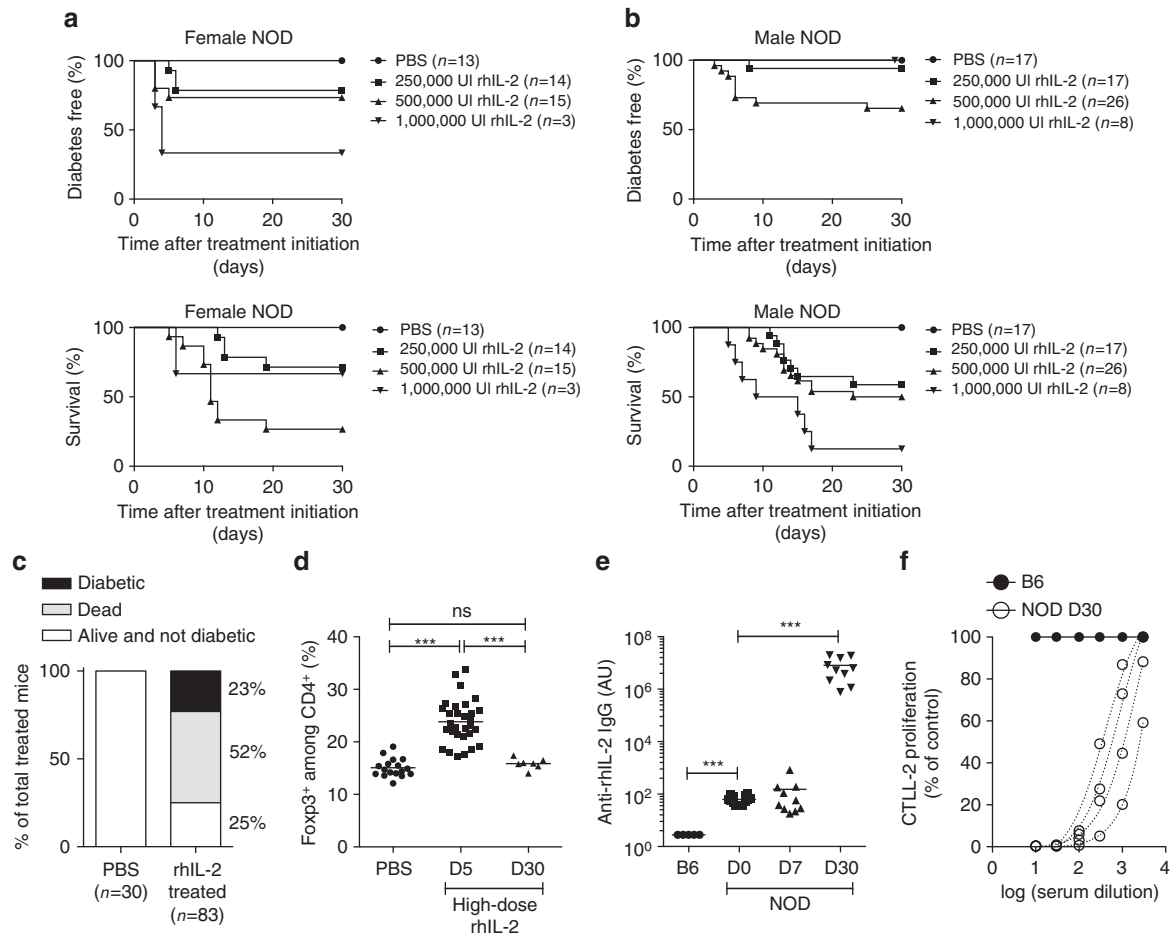 a
Female NOD
Diabetes free (%)
100
50
0
0 10 20 30
Time after treatment initiation
(days)
PBS (n=13)
250,000 UI rhIL-2 (n=14)
500,000 UI rhIL-2 (n=15)
1,000,000 UI rhIL-2 (n=3)
Female NOD
Survival (%)
100
50
0
0 10 20 30
Time after treatment initiation
(days)
PBS (n=13)
250,000 UI rhIL-2 (n=14)
500,000 UI rhIL-2 (n=15)
1,000,000 UI rhIL-2 (n=3)
b
Male NOD
Diabetes free (%)
100
50
0
0 10 20 30
Time after treatment initiation
(days)
PBS (n=17)
250,000 UI rhIL-2 (n=17)
500,000 UI rhIL-2 (n=26)
1,000,000 UI rhIL-2 (n=8)
Male NOD
Survival (%)
100
50
0
0 10 20 30
Time after treatment initiation
(days)
PBS (n=17)
250,000 UI rhIL-2 (n=17)
500,000 UI rhIL-2 (n=26)
1,000,000 UI rhIL-2 (n=8)
c
Diabetic
Dead
Alive and not diabetic
% of total treated mice
100
50
0
23%
52%
25%
PBS rhIL-2
(n=30) treated
(n=83)
d
ns
*** ***
Foxp3⁺ among CD4⁺ (%)
40
30
20
10
0
PBS D5 D30
High-dose
rhIL-2
e
***
***
Anti-rhIL-2 IgG (AU)
10⁸
10⁶
10⁴
10²
10⁰
B6 D0 D7 D30
NOD
f
B6
NOD D30
CTLL-2 proliferation
(% of control)
100
80
60
40
20
0
0 1 2 3 4
log (serum dilution)